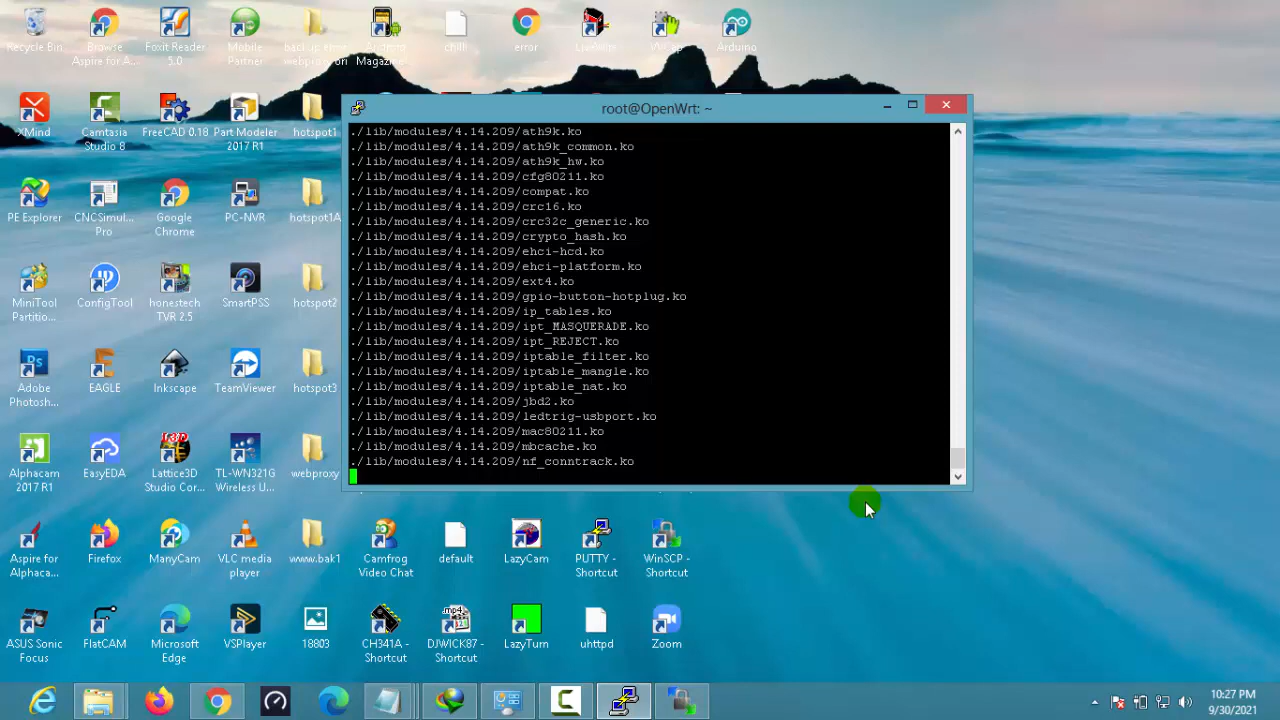 Recycle Bin
Browse
Aspire for A...
Foxit Reader
5.0
Mobile
Partner
Android
Magazine...
chilli
error
Arduino
root@OpenWrt: ~
XMind
Camtasia
Studio 8
FreeCAD 0.18
Part Modeler
2017 R1
hotspot1
./lib/modules/4.14.209/ath9k.ko
./lib/modules/4.14.209/ath9k_common.ko
./lib/modules/4.14.209/ath9k_hw.ko
./lib/modules/4.14.209/cfg80211.ko
./lib/modules/4.14.209/compat.ko
./lib/modules/4.14.209/crc16.ko
./lib/modules/4.14.209/crc32c_generic.ko
./lib/modules/4.14.209/crypto_hash.ko
./lib/modules/4.14.209/ehci-hcd.ko
./lib/modules/4.14.209/ehci-platform.ko
./lib/modules/4.14.209/ext4.ko
./lib/modules/4.14.209/gpio-button-hotplug.ko
./lib/modules/4.14.209/ip_tables.ko
./lib/modules/4.14.209/ipt_MASQUERADE.ko
./lib/modules/4.14.209/ipt_REJECT.ko
./lib/modules/4.14.209/iptable_filter.ko
./lib/modules/4.14.209/iptable_mangle.ko
./lib/modules/4.14.209/iptable_nat.ko
./lib/modules/4.14.209/jbd2.ko
./lib/modules/4.14.209/ledtrig-usbport.ko
./lib/modules/4.14.209/mac80211.ko
./lib/modules/4.14.209/mbcache.ko
./lib/modules/4.14.209/nf_conntrack.ko
PE Explorer
CNCSimul...
Pro
Google
Chrome
PC-NVR
hotspot1A
MiniTool
Partitio...
ConfigTool
honestech
TVR 2.5
SmartPSS
hotspot2
Adobe
Photosh...
EAGLE
Inkscape
TeamViewer
hotspot3
Alphacam
2017 R1
EasyEDA
Lattice3D
Studio Cor...
TL-WN321G
Wireless U...
webproxy
Aspire for
Alphaca...
Firefox
ManyCam
VLC media
player
www.bak1
Camfrog
Video Chat
default
LazyCam
PUTTY -
Shortcut
WinSCP -
Shortcut
ASUS Sonic
Focus
FlatCAM
Microsoft
Edge
VSPlayer
18803
CH341A -
Shortcut
DJWICK87 -
Shortcut
LazyTurn
uhttpd
Zoom
10:27 PM
9/30/2021